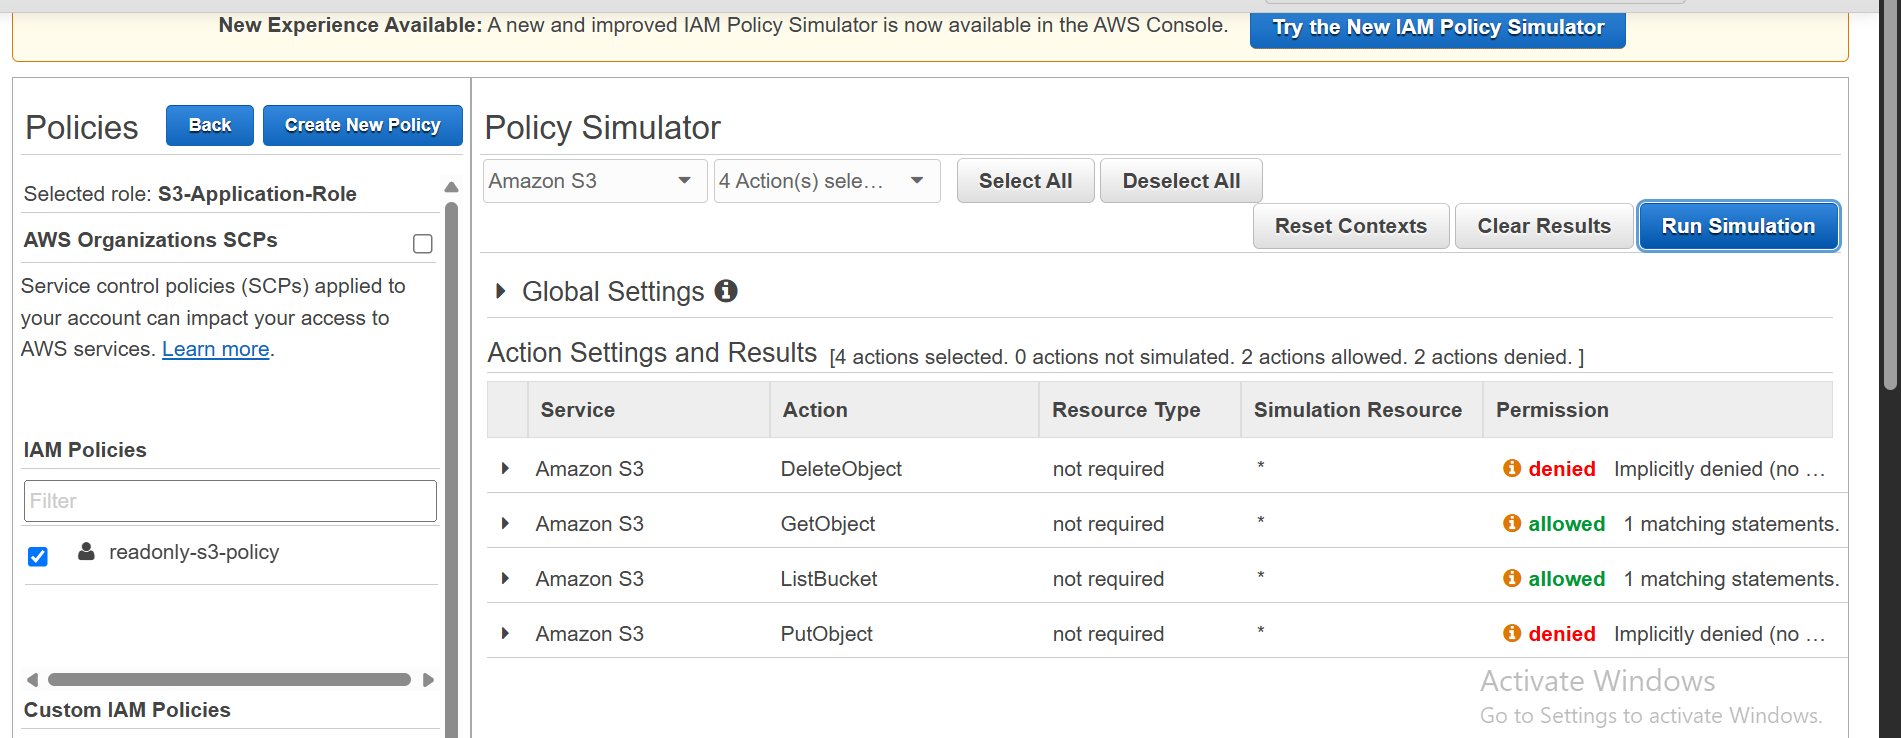 New Experience Available: A new and improved IAM Policy Simulator is now available in the AWS Console.
Try the New IAM Policy Simulator
Policies
Back
Create New Policy
Selected role: S3-Application-Role
AWS Organizations SCPs
Service control policies (SCPs) applied to
your account can impact your access to
AWS services. Learn more.
IAM Policies
Filter
readonly-s3-policy
Custom IAM Policies
Policy Simulator
Amazon S3
4 Action(s) sele…
Select All
Deselect All
Reset Contexts
Clear Results
Run Simulation
Global Settings
Action Settings and Results [4 actions selected. 0 actions not simulated. 2 actions allowed. 2 actions denied. ]
Service Action Resource Type Simulation Resource Permission
Amazon S3 DeleteObject not required * denied Implicitly denied (no …
Amazon S3 GetObject not required * allowed 1 matching statements.
Amazon S3 ListBucket not required * allowed 1 matching statements.
Amazon S3 PutObject not required * denied Implicitly denied (no …
Activate Windows
Go to Settings to activate Windows.